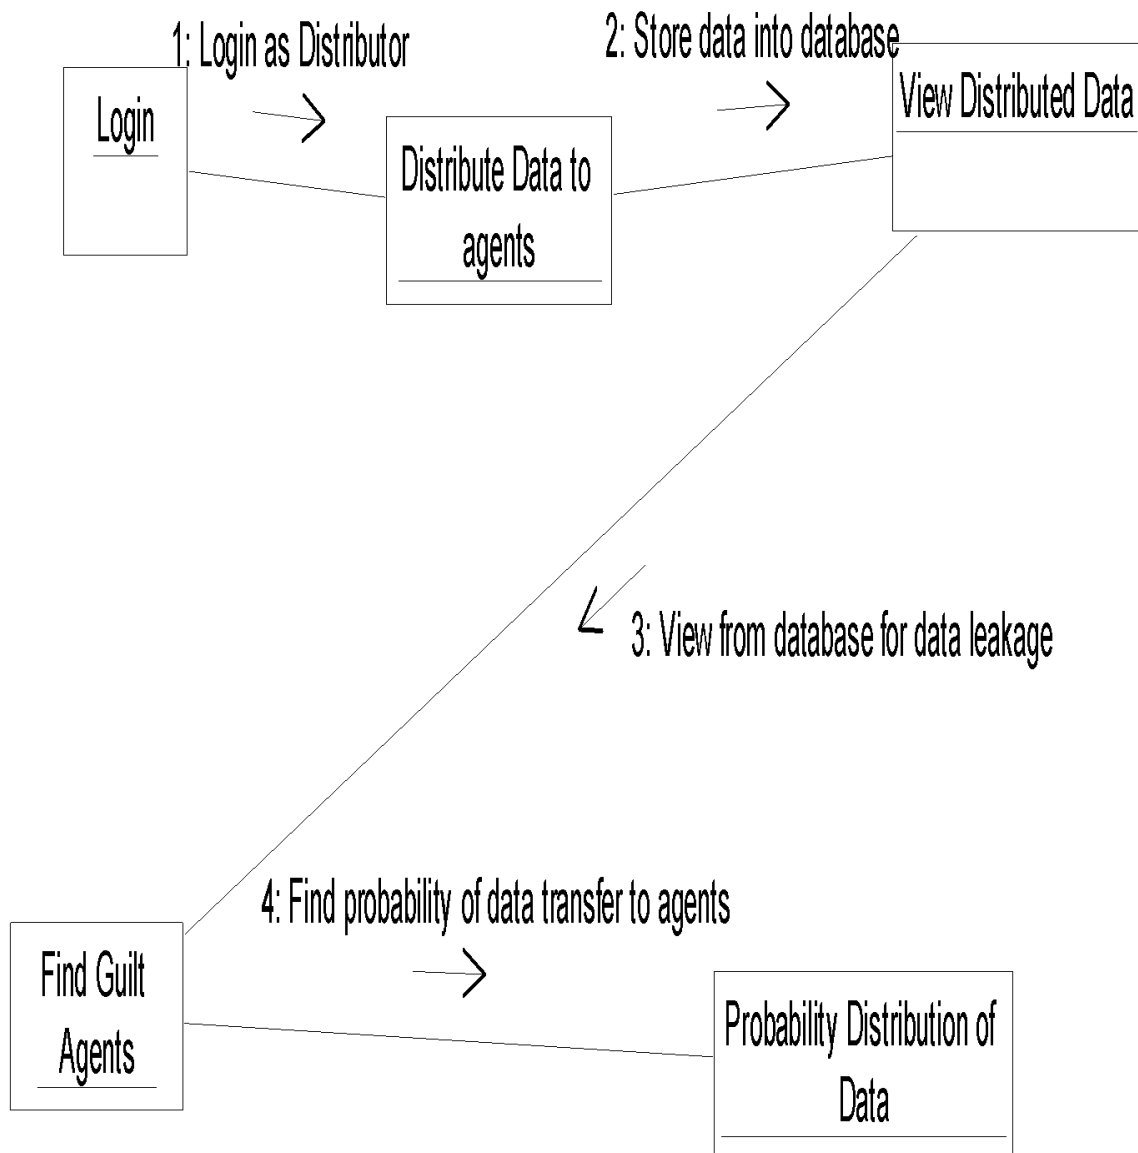 1: Login as Distributor
2: Store data into database
Login
Distribute Data to
agents
View Distributed Data
3: View from database for data leakage
4: Find probability of data transfer to agents
Find Guilt
Agents
Probability Distribution of
Data